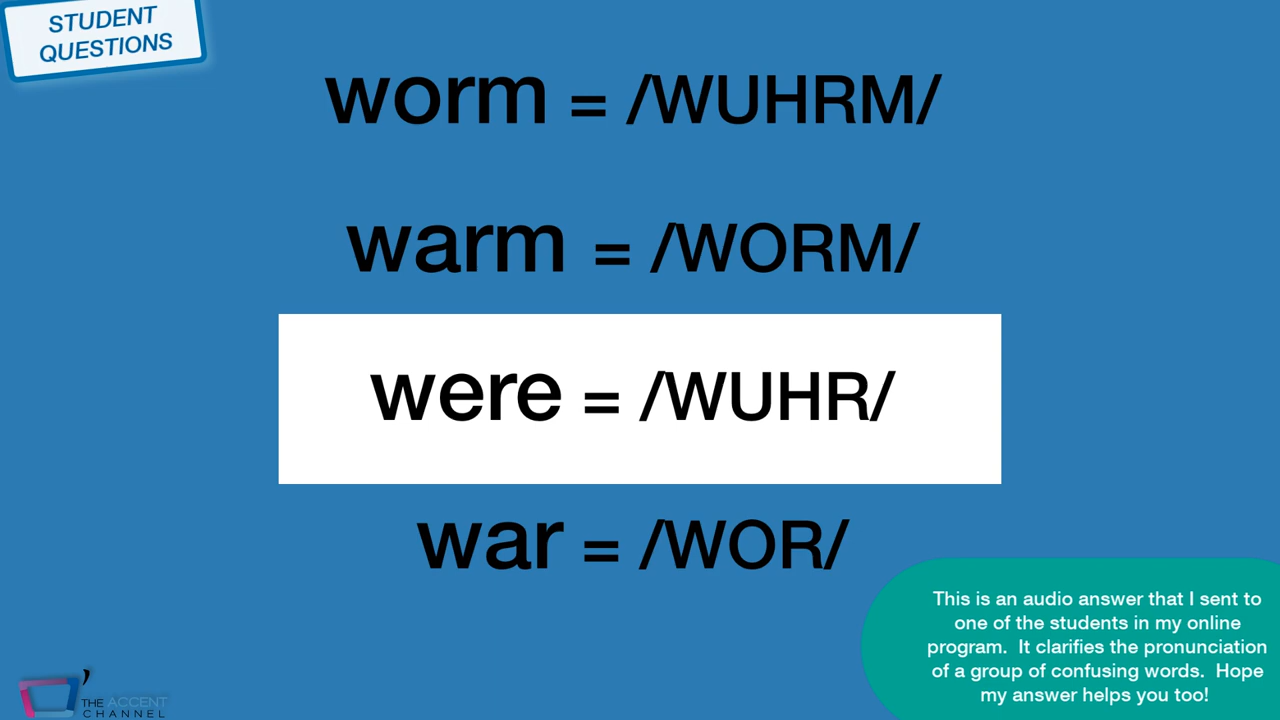 STUDENT
QUESTIONS
worm = /WUHRM/
warm = /WORM/
were = /WUHR/
war = /WOR/
This is an audio answer that I sent to
one of the students in my online
program. It clarifies the pronunciation
of a group of confusing words. Hope
my answer helps you too!
THE ACCENT
CHANNEL